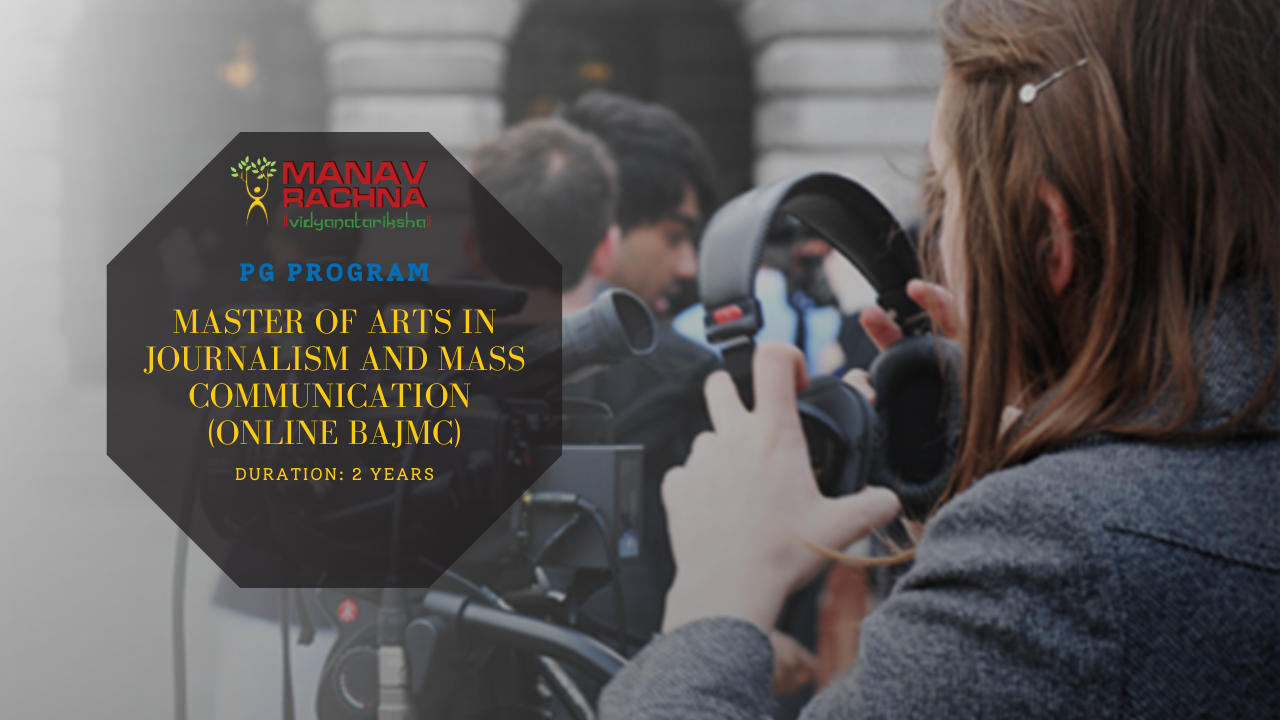 MANAV
RACHNA
vidyanatariksha
PG PROGRAM
MASTER OF ARTS IN
JOURNALISM AND MASS
COMMUNICATION
(ONLINE BAJMC)
DURATION: 2 YEARS